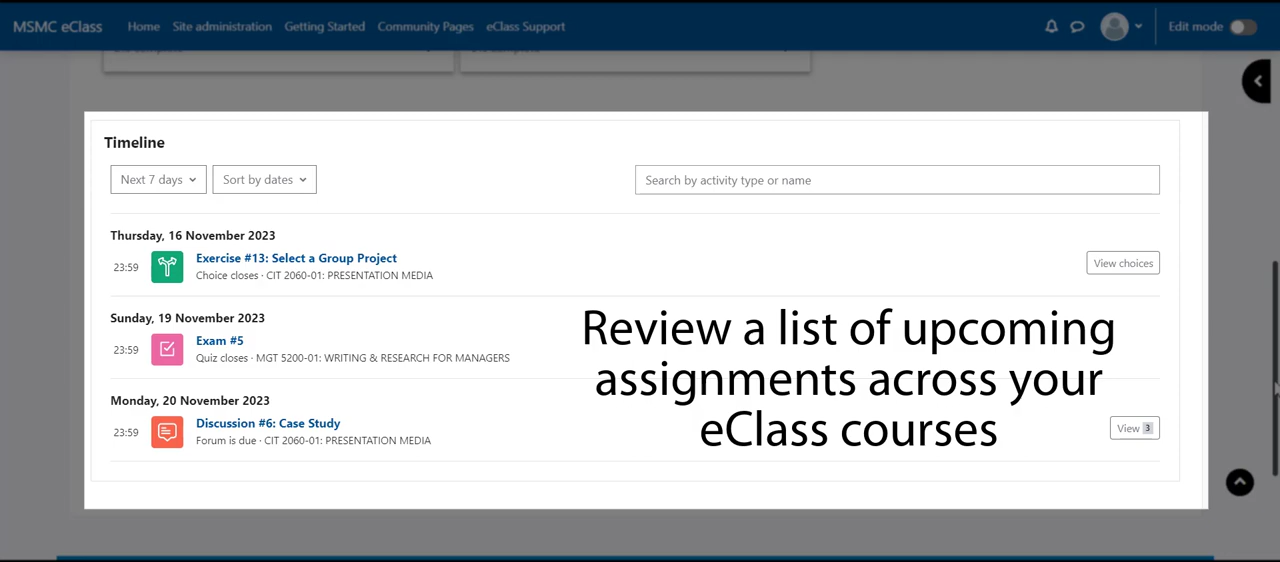 MSMC eClass Home Site administration Getting Started Community Pages eClass Support Edit mode
Timeline
Next 7 days Sort by dates Search by activity type or name
Thursday, 16 November 2023
23:59 Exercise #13: Select a Group Project View choices
Choice closes · CIT 2060-01: PRESENTATION MEDIA
Sunday, 19 November 2023
23:59 Exam #5
Quiz closes · MGT 5200-01: WRITING & RESEARCH FOR MANAGERS
Monday, 20 November 2023
23:59 Discussion #6: Case Study View 3
Forum is due · CIT 2060-01: PRESENTATION MEDIA
Review a list of upcoming
assignments across your
eClass courses